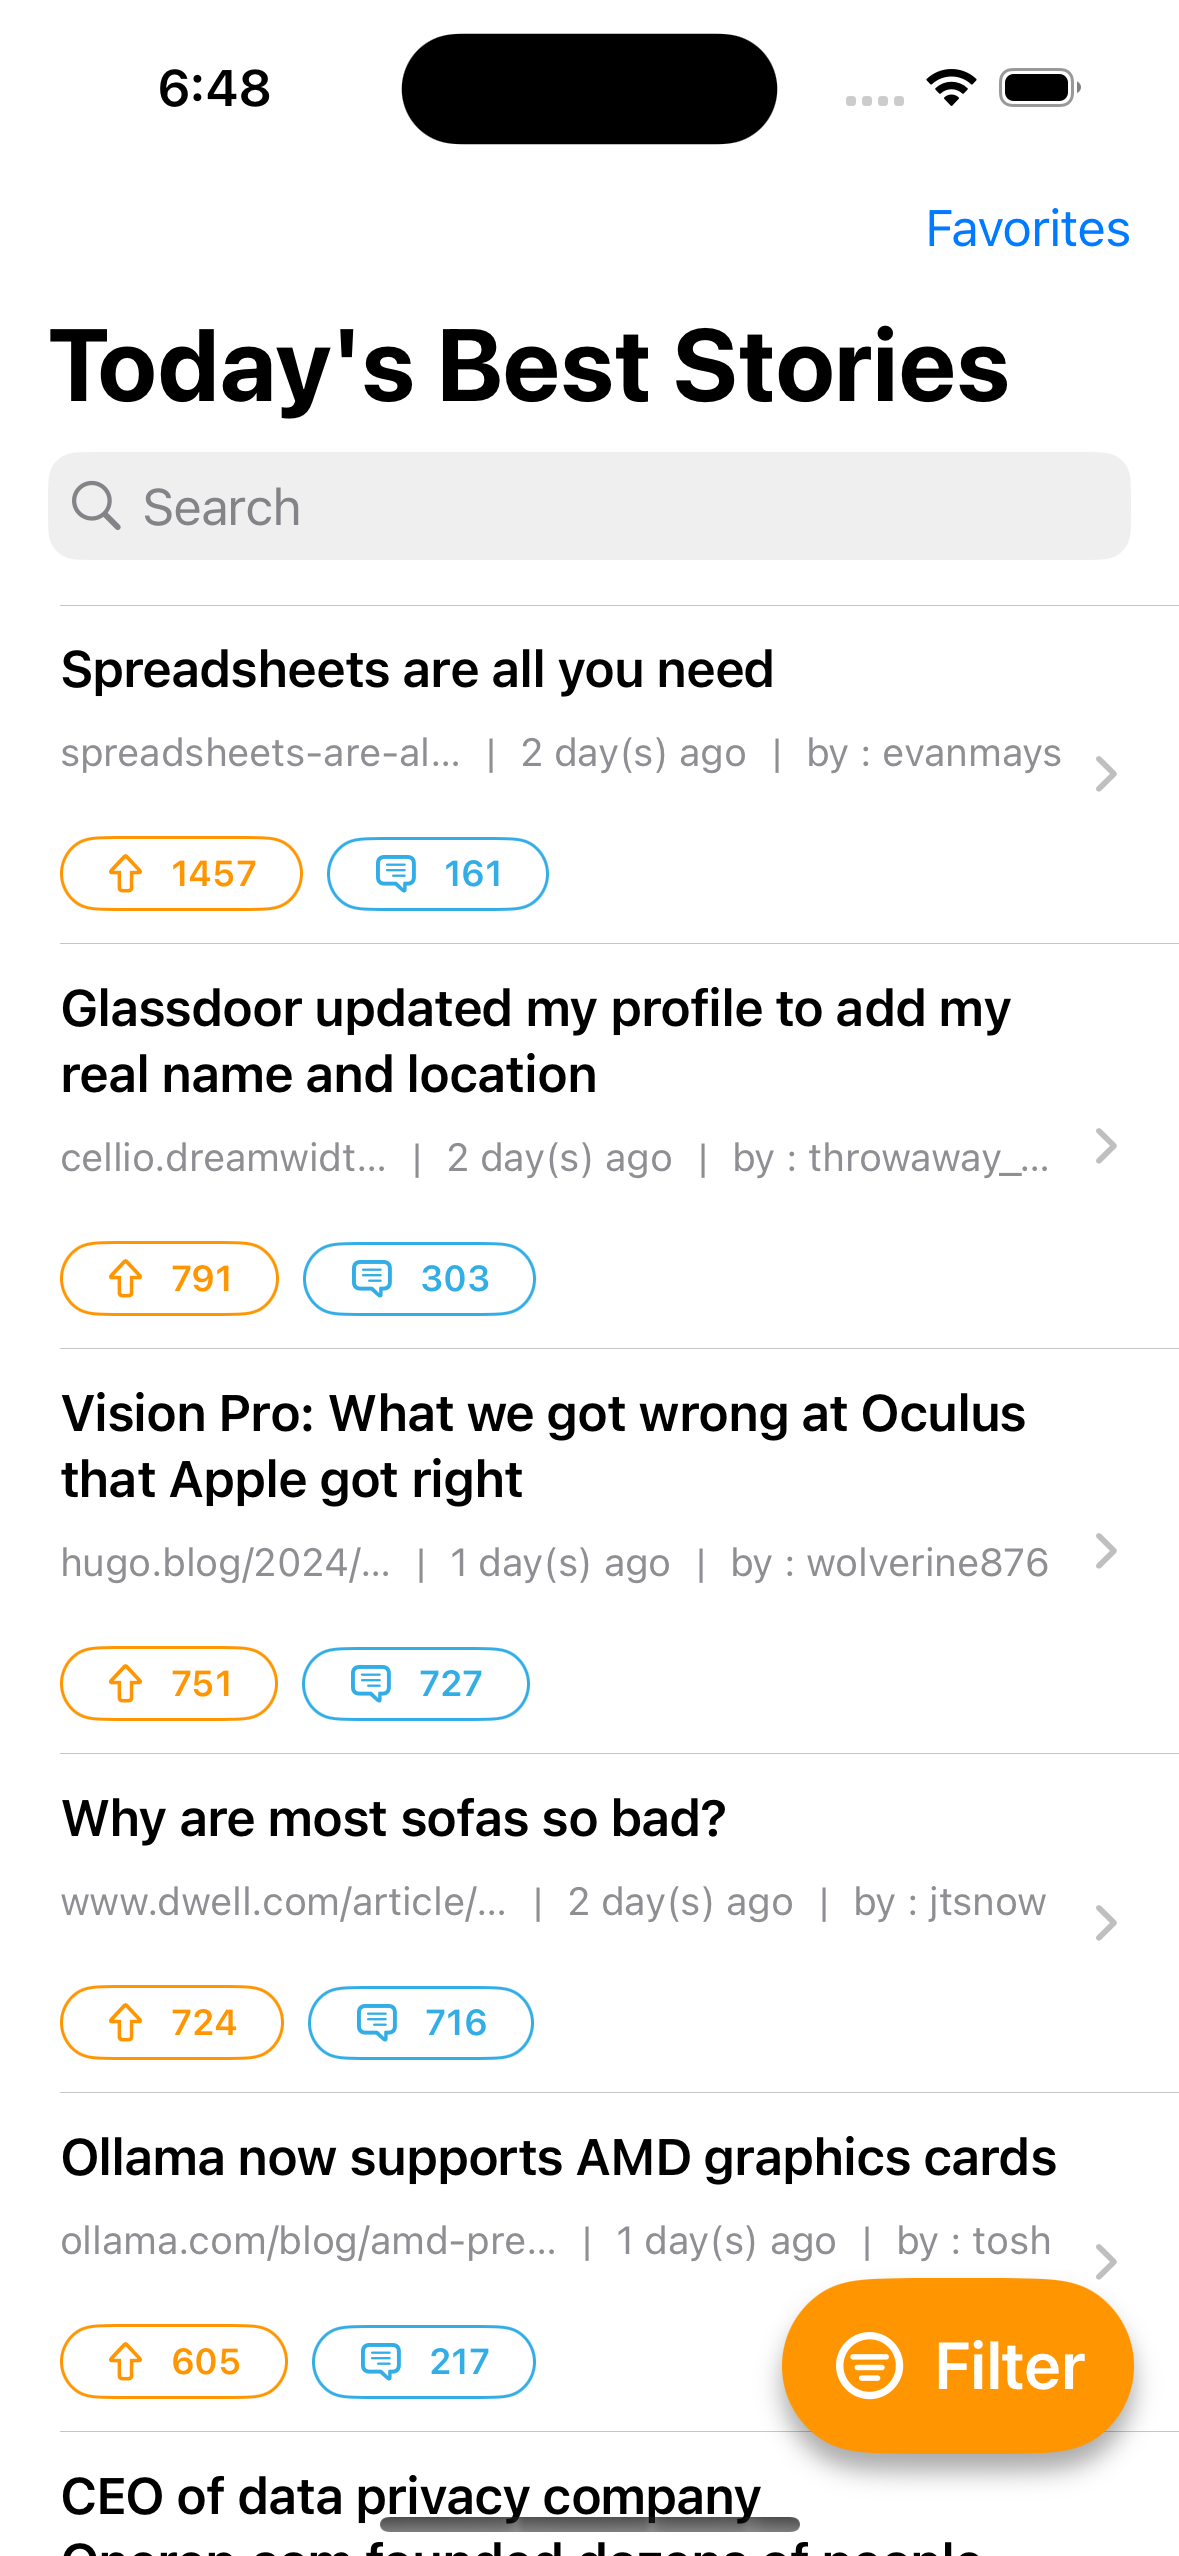 6:48
Favorites
Today's Best Stories
Search
Spreadsheets are all you need
spreadsheets-are-al... | 2 day(s) ago | by : evanmays
1457 161
Glassdoor updated my profile to add my
real name and location
cellio.dreamwidt... | 2 day(s) ago | by : throwaway_...
791 303
Vision Pro: What we got wrong at Oculus
that Apple got right
hugo.blog/2024/... | 1 day(s) ago | by : wolverine876
751 727
Why are most sofas so bad?
www.dwell.com/article/... | 2 day(s) ago | by : jtsnow
724 716
Ollama now supports AMD graphics cards
ollama.com/blog/amd-pre... | 1 day(s) ago | by : tosh
605 217
Filter
CEO of data privacy company
founded dozens of people